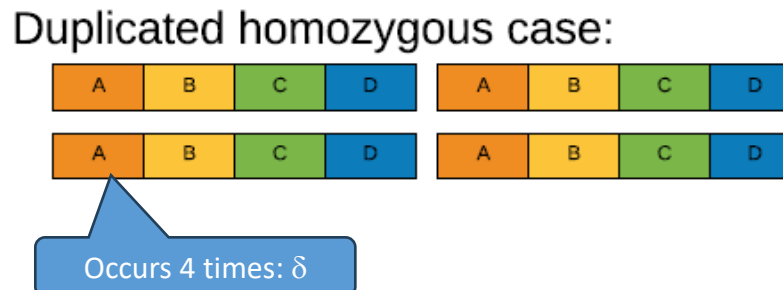 Duplicated homozygous case:
A B C D A B C D
A B C D A B C D
Occurs 4 times: δ